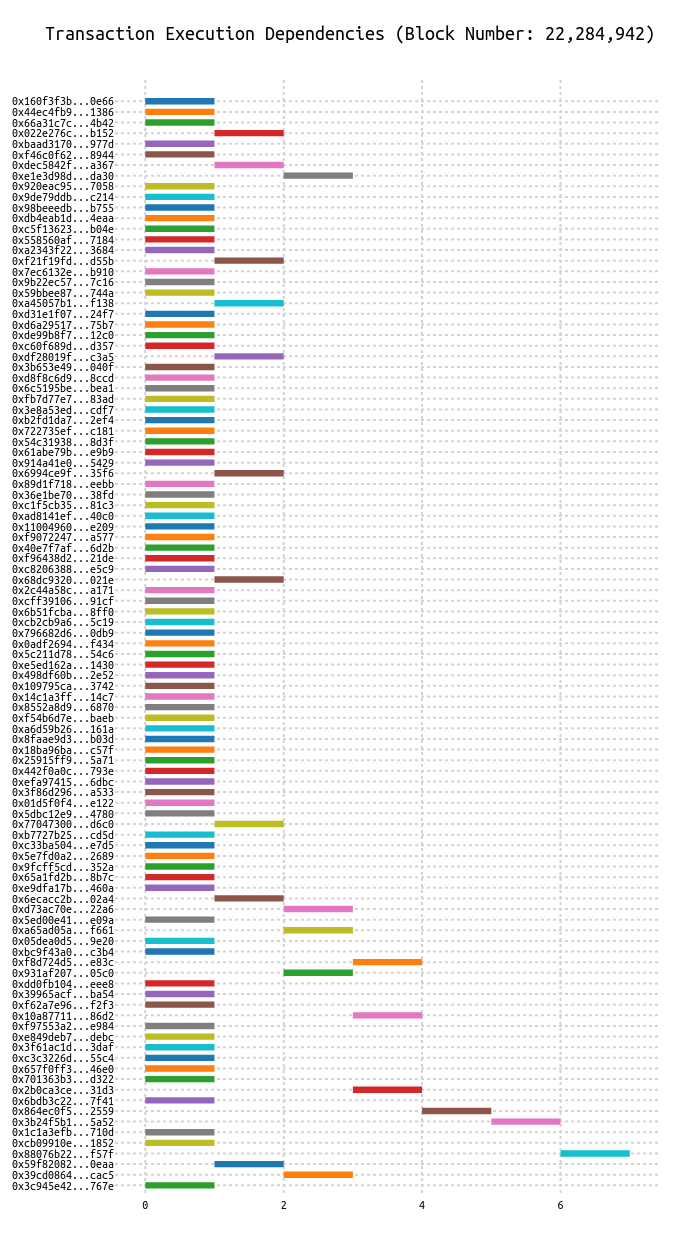 Transaction Execution Dependencies (Block Number: 22,284,942)
0x160f3f3b...0e66
0x44ec4fb9...1386
0x66a31c7c...4b42
0x022e276c...b152
0xbaad3170...977d
0xf46c0f62...8944
0xdec5842f...a367
0xe1e3d98d...da30
0x920eac95...7058
0x9de79ddb...c214
0x98beeedb...b755
0xdb4eab1d...4eaa
0xc5f13623...b04e
0x558560af...7184
0xa2343f22...3684
0xf21f19fd...d55b
0x7ec6132e...b910
0x9b22ec57...7c16
0x59bbee87...744a
0xa45057b1...f138
0xd31e1f07...24f7
0xd6a29517...75b7
0xde99b8f7...12c0
0xc60f689d...d357
0xdf28019f...c3a5
0x3b653e49...040f
0xd8f8c6d9...8ccd
0x6c5195be...bea1
0xfb7d77e7...83ad
0x3e8a53ed...cdf7
0xb2fd1da7...2ef4
0x722735ef...c181
0x54c31938...8d3f
0x61abe79b...e9b9
0x914a41e0...5429
0x6994ce9f...35f6
0x89d1f718...eebb
0x36e1be70...38fd
0xc1f5cb35...81c3
0xad8141ef...40c0
0x11004960...e209
0xf9072247...a577
0x40e7f7af...6d2b
0xf96438d2...21de
0xc8206388...e5c9
0x68dc9320...021e
0x2c44a58c...a171
0xcff39106...91cf
0x6b51fcba...8ff0
0xcb2cb9a6...5c19
0x796682d6...0db9
0x0adf2694...f434
0x5c211d78...54c6
0xe5ed162a...1430
0x498df60b...2e52
0x109795ca...3742
0x14c1a3ff...14c7
0x8552a8d9...6870
0xf54b6d7e...baeb
0xa6d59b26...161a
0x8faae9d3...b03d
0x18ba96ba...c57f
0x25915ff9...5a71
0x442f0a0c...793e
0xefa97415...6dbc
0x3f86d296...a533
0x01d5f0f4...e122
0x5dbc12e9...4780
0x77047300...d6c0
0xb7727b25...cd5d
0xc33ba504...e7d5
0x5e7fd0a2...2689
0x9fcff5cd...352a
0x65a1fd2b...8b7c
0xe9dfa17b...460a
0x6ecacc2b...02a4
0xd73ac70e...22a6
0x5ed00e41...e09a
0xa65ad05a...f661
0x05dea0d5...9e20
0xbc9f43a0...c3b4
0xf8d724d5...e83c
0x931af207...05c0
0xdd0fb104...eee8
0x39965acf...ba54
0xf62a7e96...f2f3
0x10a87711...86d2
0xf97553a2...e984
0xe849deb7...debc
0x3f61ac1d...3daf
0xc3c3226d...55c4
0x657f0ff3...46e0
0x701363b3...d322
0x2b0ca3ce...31d3
0x6bdb3c22...7f41
0x864ec0f5...2559
0x3b24f5b1...5a52
0x1c1a3efb...710d
0xcb09910e...1852
0x88076b22...f57f
0x59f82082...0eaa
0x39cd0864...cac5
0x3c945e42...767e
0 2 4 6